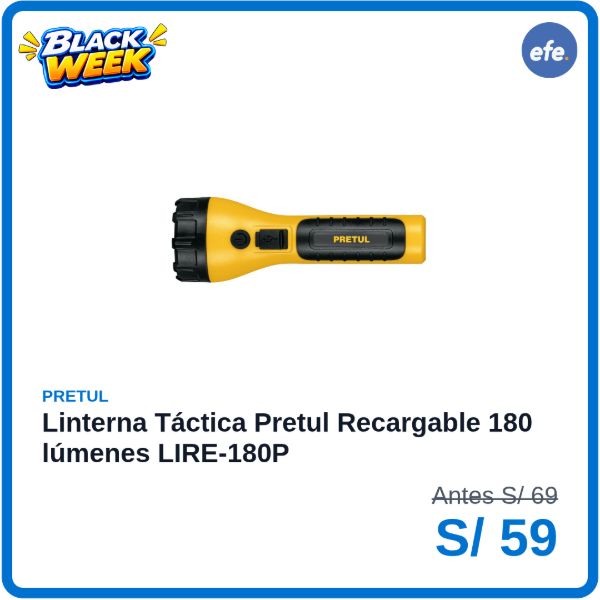 BLACK
WEEK
efe.
PRETUL
PRETUL
Linterna Táctica Pretul Recargable 180
lúmenes LIRE-180P
Antes S/ 69
S/ 59